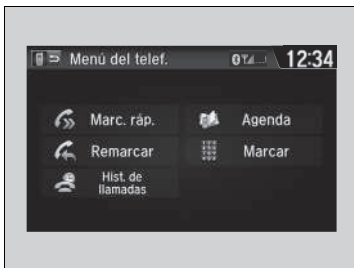 Menú del telef.
12:34
Marc. ráp.
Agenda
Remarcar
Marcar
Hist. de
llamadas